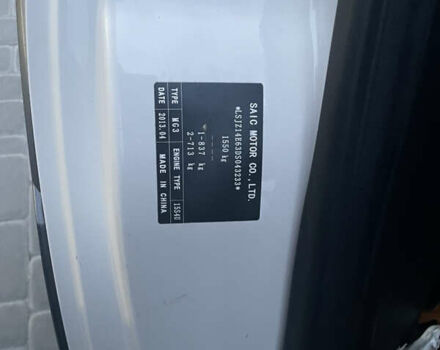 SAIC MOTOR CO., LTD.
*LSJZ14E63DS043233*
1550 kg
----
1-837 kg
2-713 kg
TYPE MG3 ENGINE TYPE 15S4U
DATE 2013.04 MADE IN CHINA